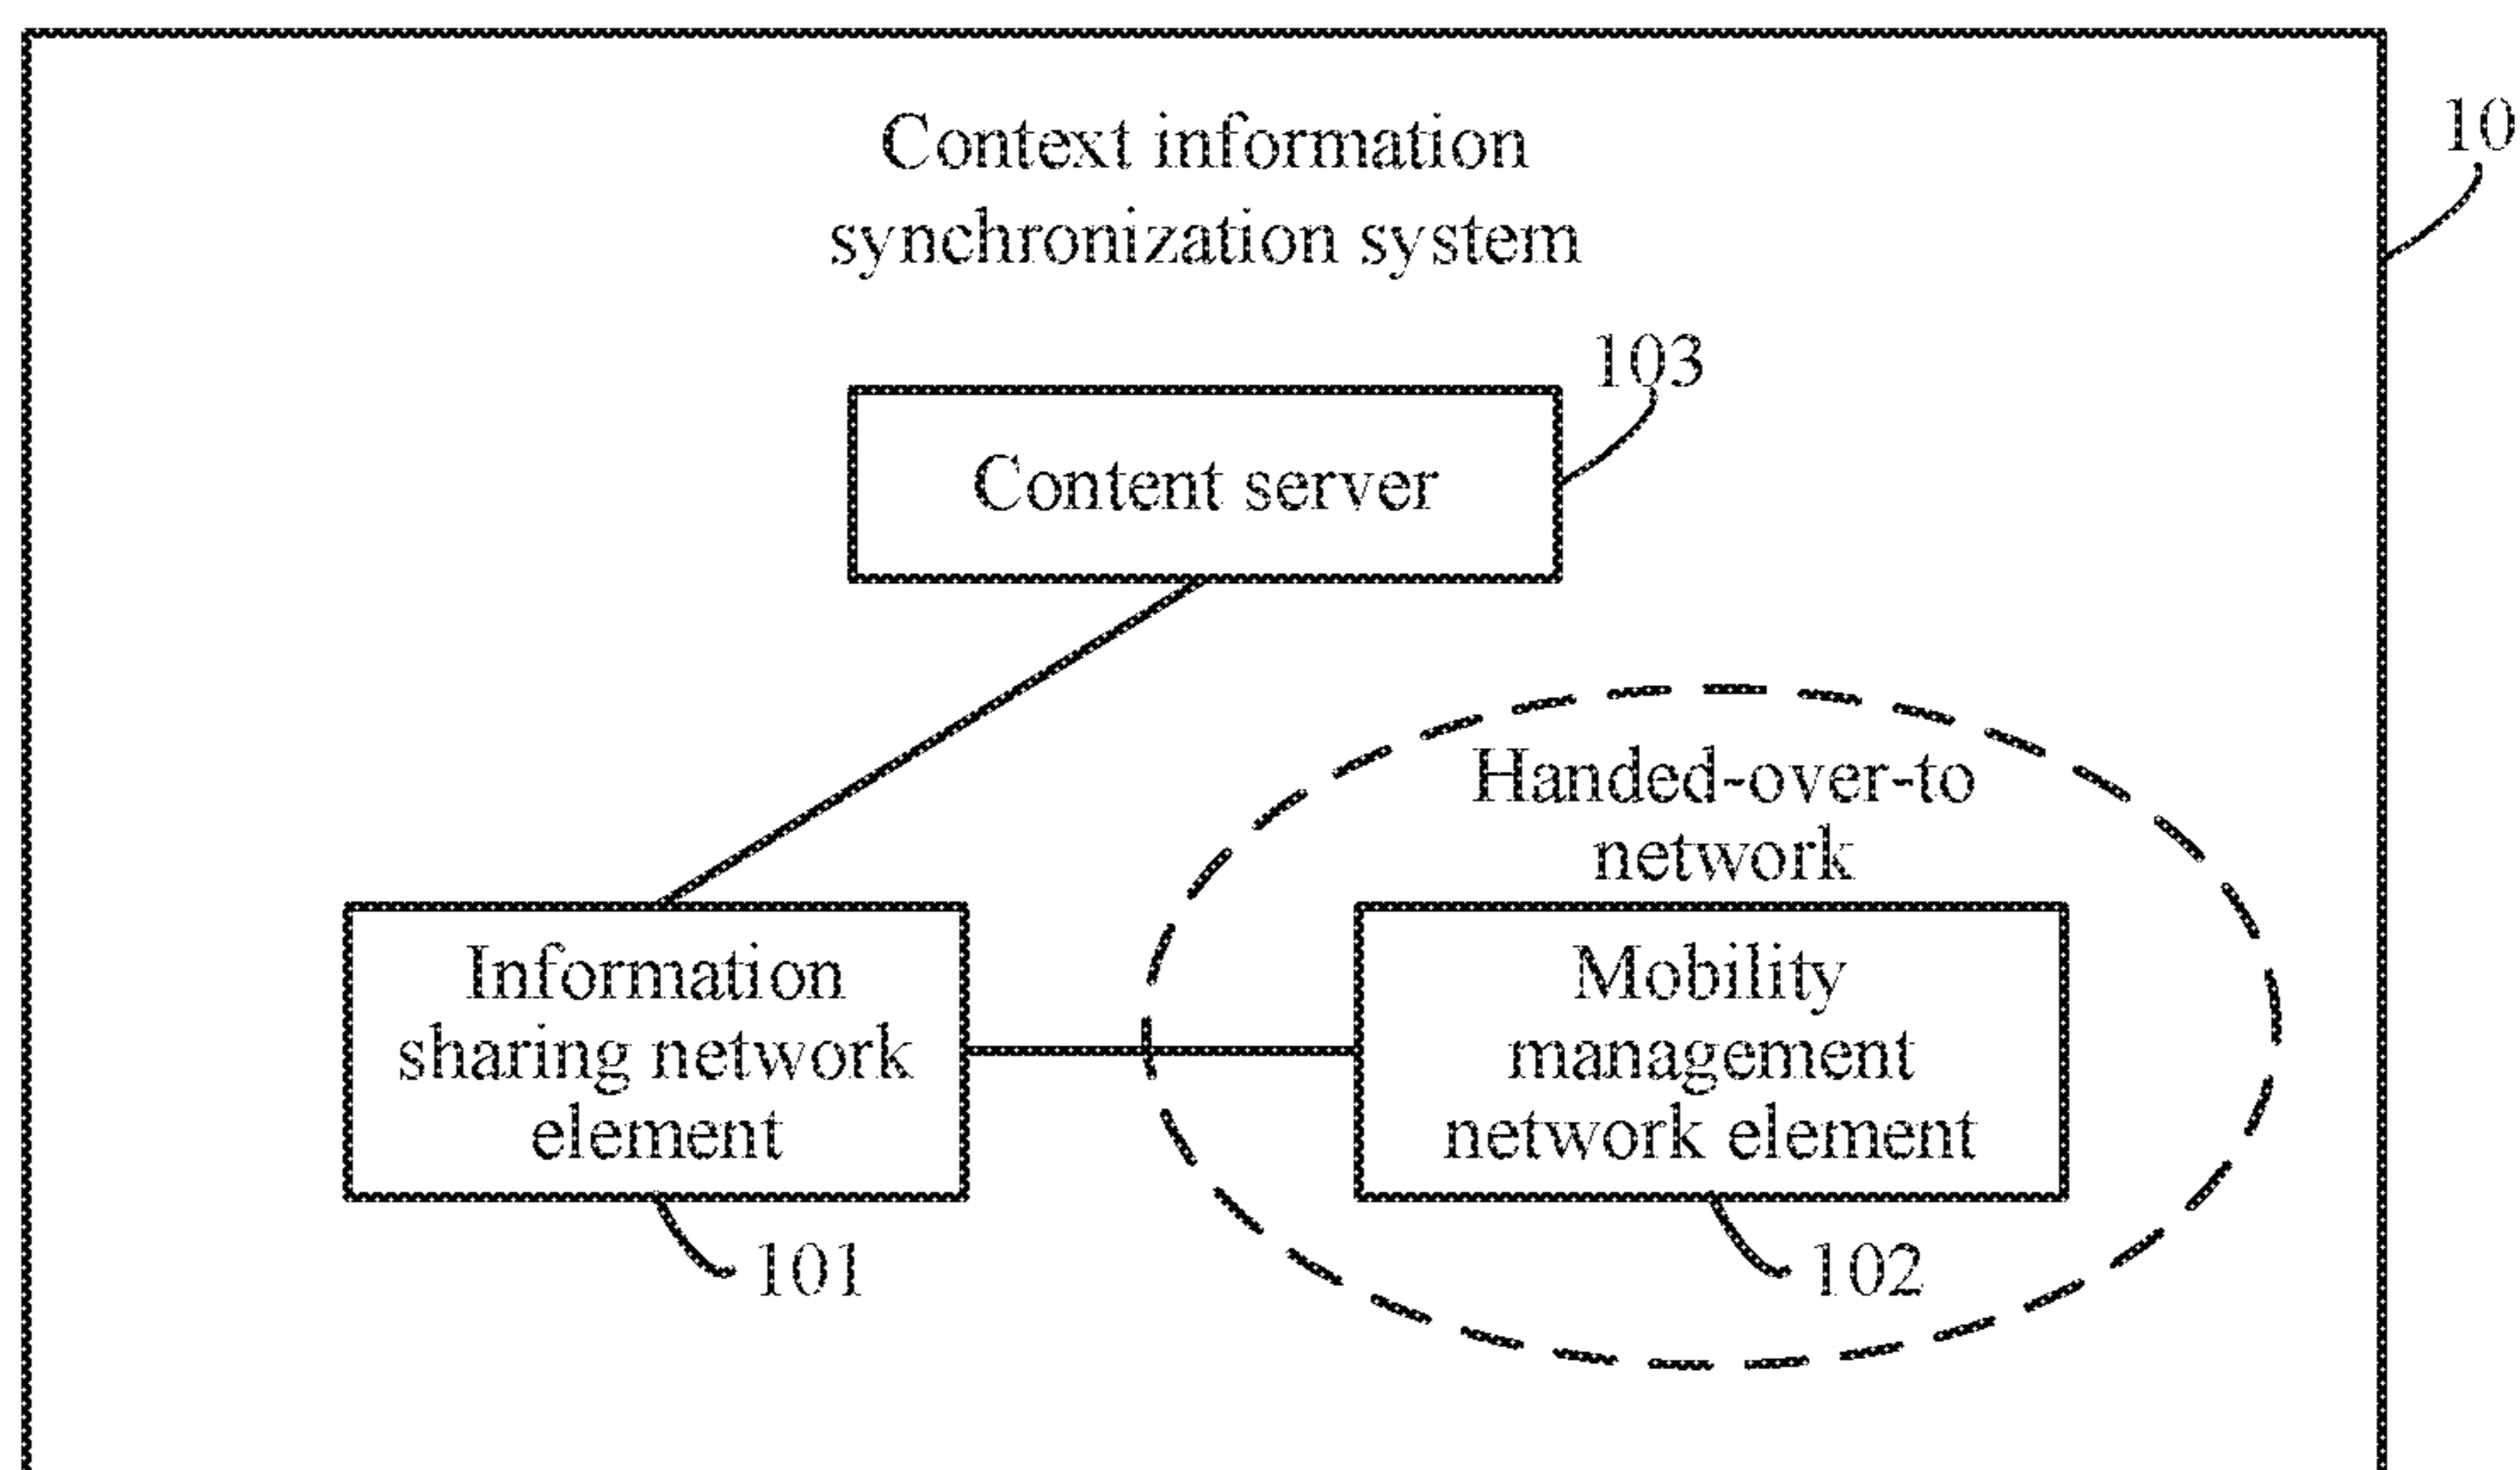 Context information
synchronization system
10
103
Content server
Handed-over-to
network
Information
sharing network
element
Mobility
management
network element
101
102